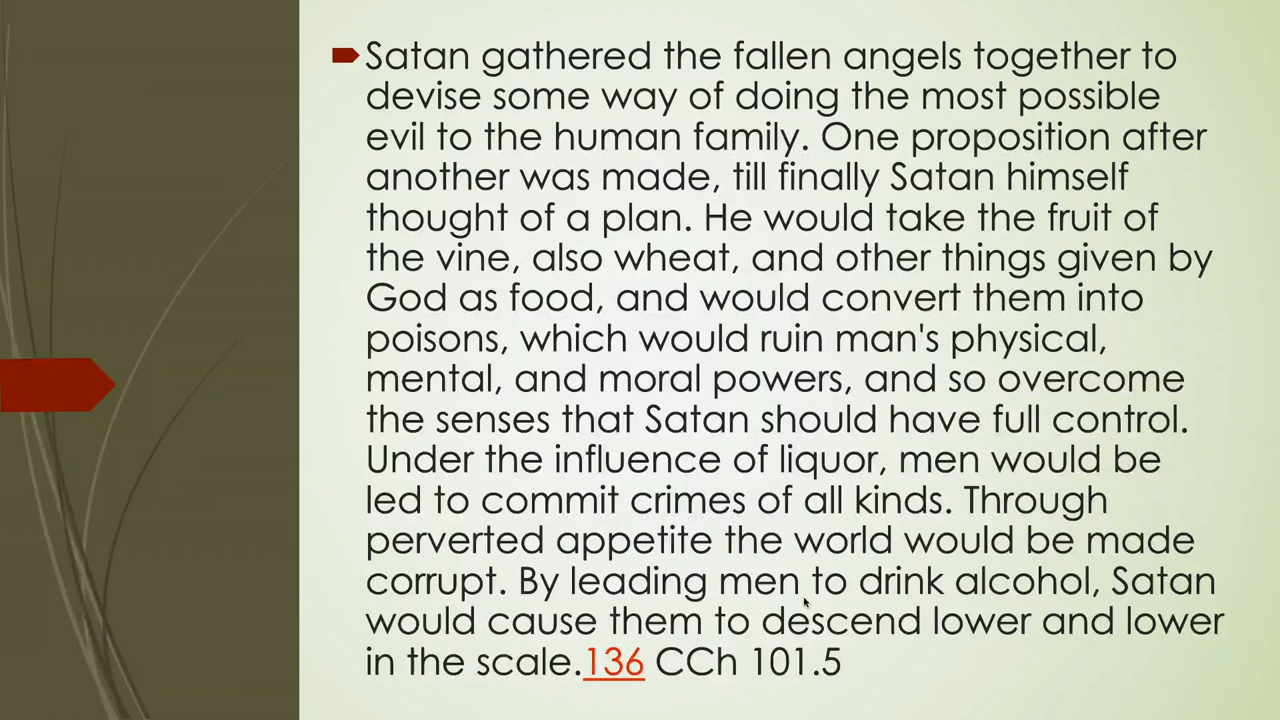 Satan gathered the fallen angels together to
devise some way of doing the most possible
evil to the human family. One proposition after
another was made, till finally Satan himself
thought of a plan. He would take the fruit of
the vine, also wheat, and other things given by
God as food, and would convert them into
poisons, which would ruin man's physical,
mental, and moral powers, and so overcome
the senses that Satan should have full control.
Under the influence of liquor, men would be
led to commit crimes of all kinds. Through
perverted appetite the world would be made
corrupt. By leading men to drink alcohol, Satan
would cause them to descend lower and lower
in the scale.136 CCh 101.5